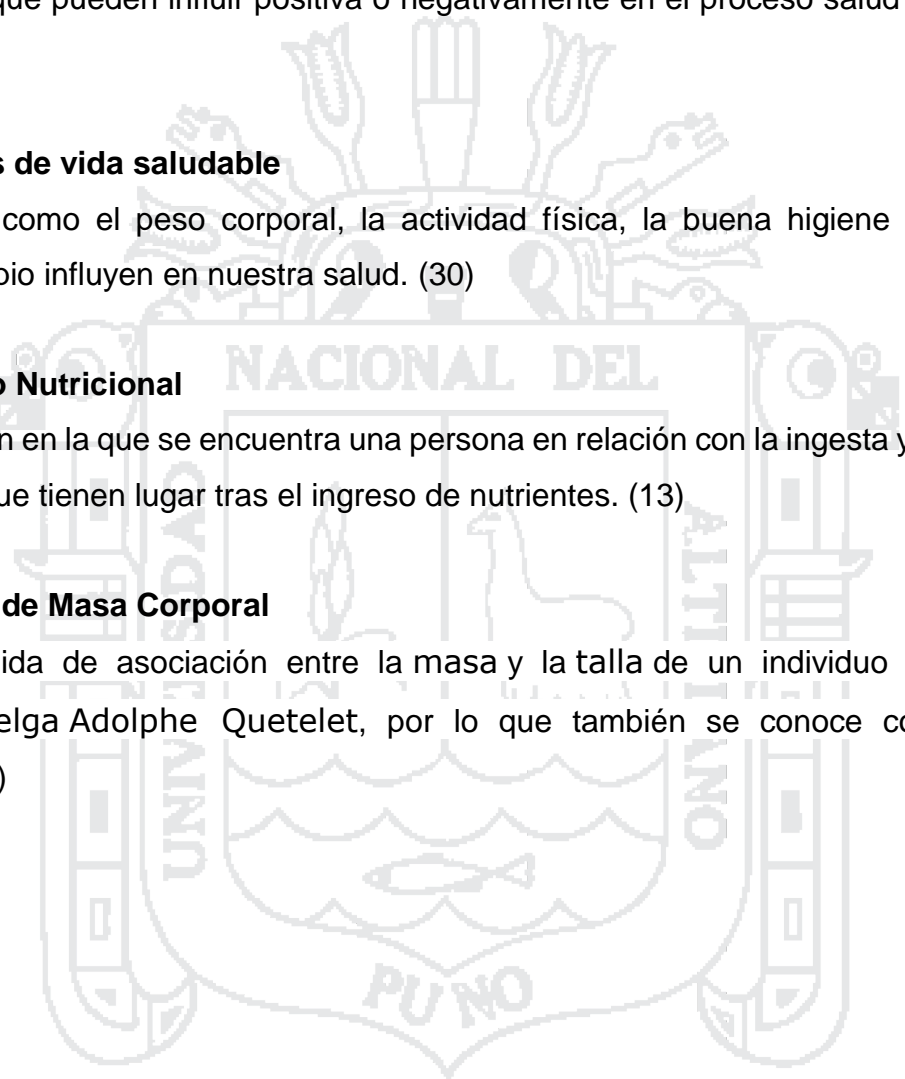 que pueden influir positiva o negativamente en el proceso salud
s de vida saludable
como el peso corporal, la actividad física, la buena higiene
oio influyen en nuestra salud. (30)
NACIONAL DEL
o Nutricional
n en la que se encuentra una persona en relación con la ingesta y
ue tienen lugar tras el ingreso de nutrientes. (13)
de Masa Corporal
ida de asociación entre la masa y la talla de un individuo
elga Adolphe Quetelet, por lo que también se conoce co
)
PUNO